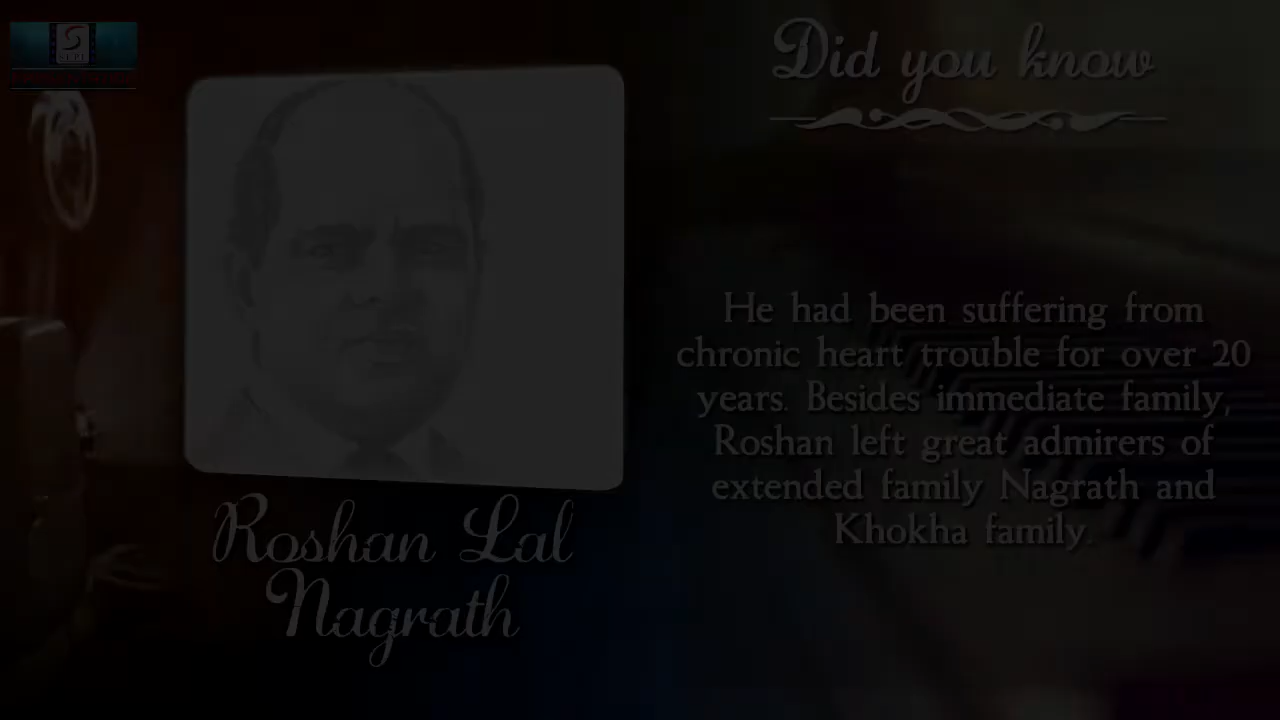 Did you know
He had been suffering from
chronic heart trouble for over 20
years. Besides immediate family,
Roshan left great admirers of
extended family Nagrath and
Khokha family.
Roshan Lal
Nagrath